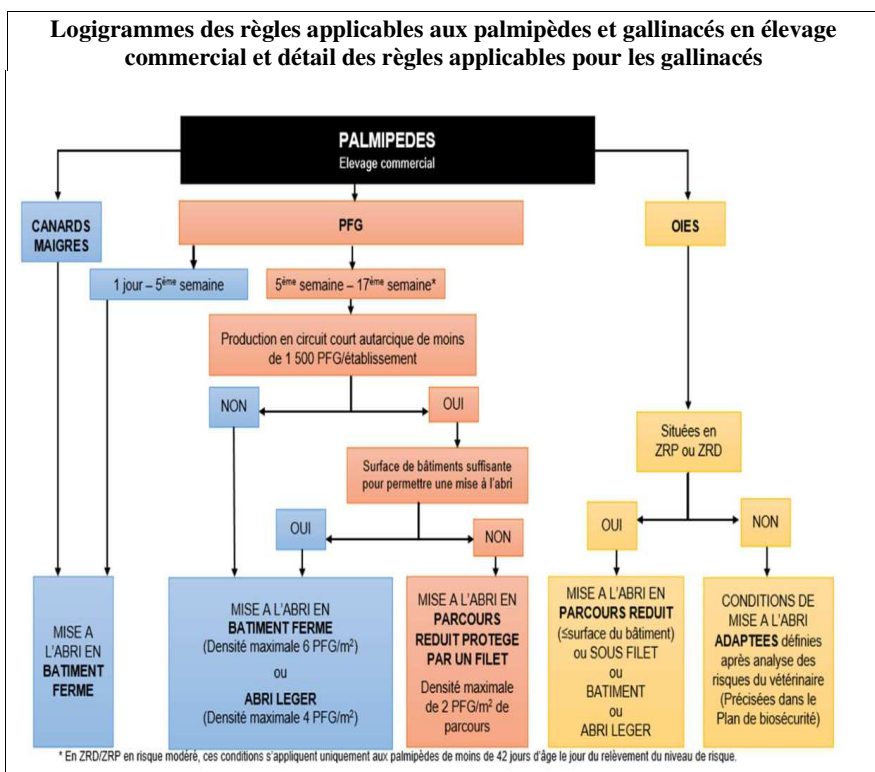 Logigrammes des règles applicables aux palmipèdes et gallinacés en élevage
commercial et détail des règles applicables pour les gallinacés
PALMIPEDES
Elevage commercial
CANARDS
MAIGRES
PFG
OIES
1 jour – 5ème semaine
5ème semaine – 17ème semaine*
Production en circuit court autarcique de moins
de 1 500 PFG/établissement
NON
OUI
Situées en
ZRP ou ZRD
Surface de bâtiments suffisante
pour permettre une mise à l'abri
OUI
NON
OUI
NON
MISE A
L'ABRI EN
BATIMENT
FERME
MISE A L'ABRI EN
BATIMENT FERME
(Densité maximale 6 PFG/m²)
ou
ABRI LEGER
(Densité maximale 4 PFG/m²)
MISE A L'ABRI EN
PARCOURS
REDUIT PROTEGE
PAR UN FILET
Densité maximale
de 2 PFG/m² de
parcours
MISE A L'ABRI EN
PARCOURS REDUIT
(≤surface du bâtiment)
ou SOUS FILET
ou
BATIMENT
ou
ABRI LEGER
CONDITIONS DE
MISE A L'ABRI
ADAPTEES définies
après analyse des
risques du vétérinaire
(Précisées dans le
Plan de biosécurité)
* En ZRD/ZRP en risque modéré, ces conditions s'appliquent uniquement aux palmipèdes de moins de 42 jours d'âge le jour du relèvement du niveau de risque.